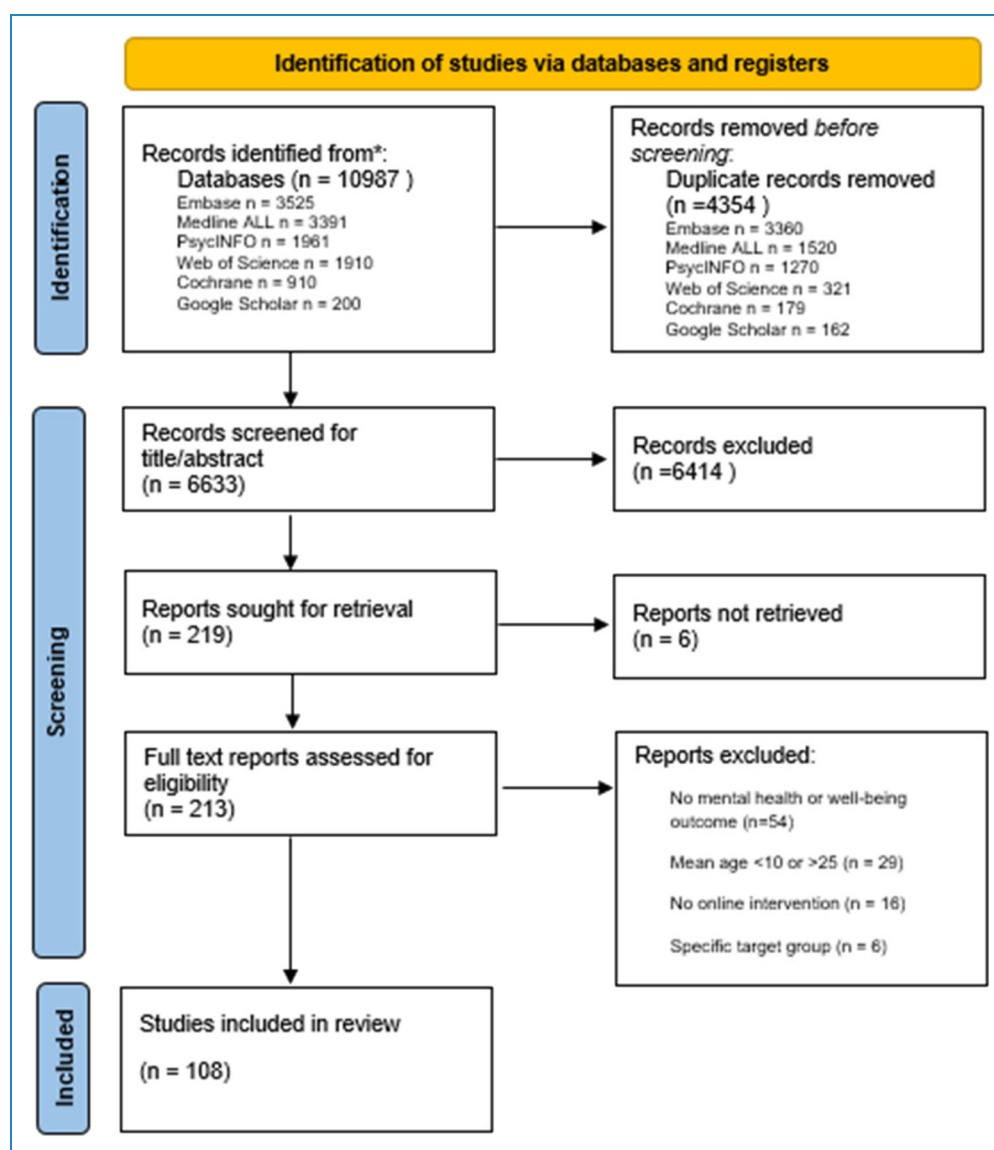 Identification of studies via databases and registers
Identification
Records identified from*:
Databases (n = 10987 )
Embase n = 3525
Medline ALL n = 3391
PsycINFO n = 1961
Web of Science n = 1910
Cochrane n = 910
Google Scholar n = 200
Records removed before
screening:
Duplicate records removed
(n =4354 )
Embase n = 3360
Medline ALL n = 1520
PsycINFO n = 1270
Web of Science n = 321
Cochrane n = 179
Google Scholar n = 162
Screening
Records screened for
title/abstract
(n = 6633)
Records excluded
(n =6414 )
Reports sought for retrieval
(n = 219)
Reports not retrieved
(n = 6)
Full text reports assessed for
eligibility
(n = 213)
Reports excluded:
No mental health or well-being
outcome (n=54)
Mean age <10 or >25 (n = 29)
No online intervention (n = 16)
Specific target group (n = 6)
Included
Studies included in review
(n = 108)